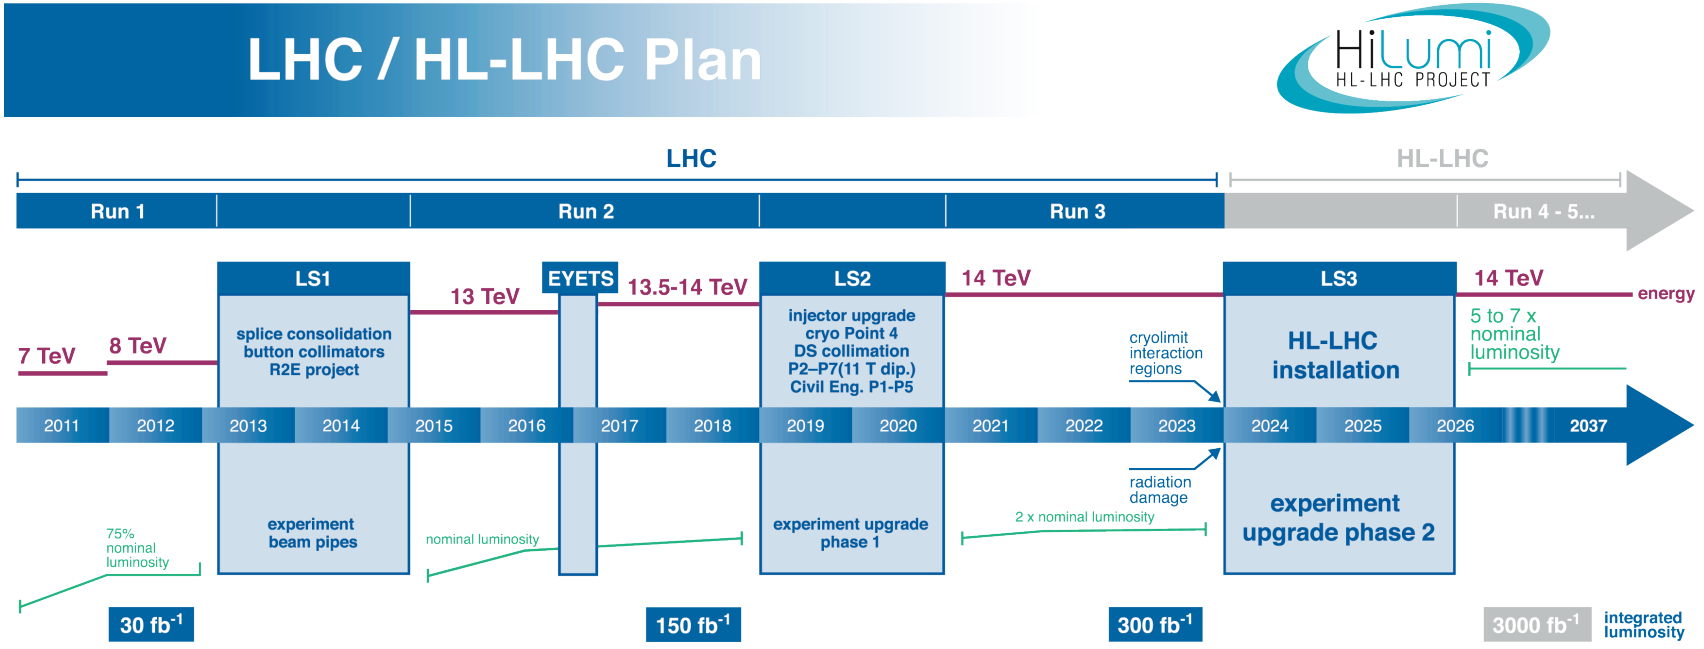 LHC / HL-LHC Plan
HiLumi
HL-LHC PROJECT
LHC
HL-LHC
Run 1
Run 2
Run 3
Run 4 - 5...
LS1
EYETS
LS2
LS3
13 TeV
13.5-14 TeV
14 TeV
14 TeV
energy
7 TeV
8 TeV
splice consolidation
button collimators
R2E project
injector upgrade
cryo Point 4
DS collimation
P2–P7(11 T dip.)
Civil Eng. P1-P5
cryolimit
interaction
regions
HL-LHC
installation
5 to 7 x
nominal
luminosity
2011
2012
2013
2014
2015
2016
2017
2018
2019
2020
2021
2022
2023
2024
2025
2026
2037
radiation
damage
75%
nominal
luminosity
experiment
beam pipes
nominal luminosity
experiment upgrade
phase 1
2 x nominal luminosity
experiment
upgrade phase 2
30 fb⁻¹
150 fb⁻¹
300 fb⁻¹
3000 fb⁻¹
integrated
luminosity